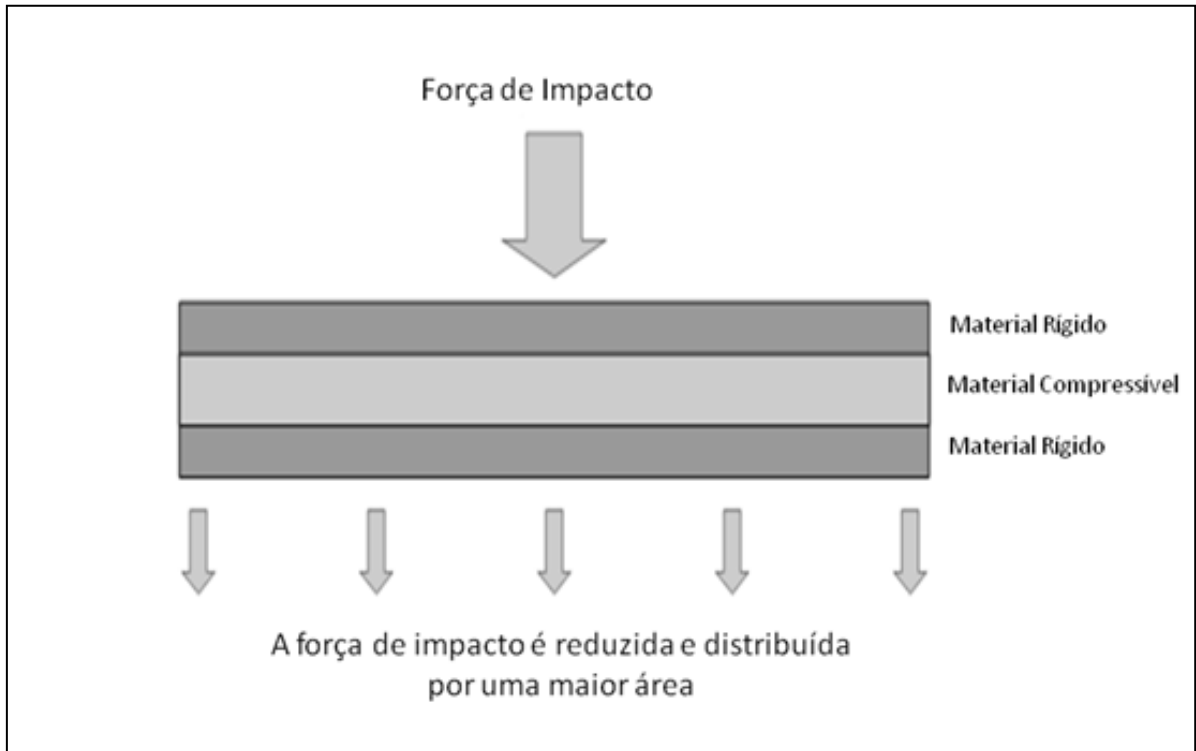 Força de Impacto
Material Rígido
Material Compressível
Material Rígido
A força de impacto é reduzida e distribuída
por uma maior área